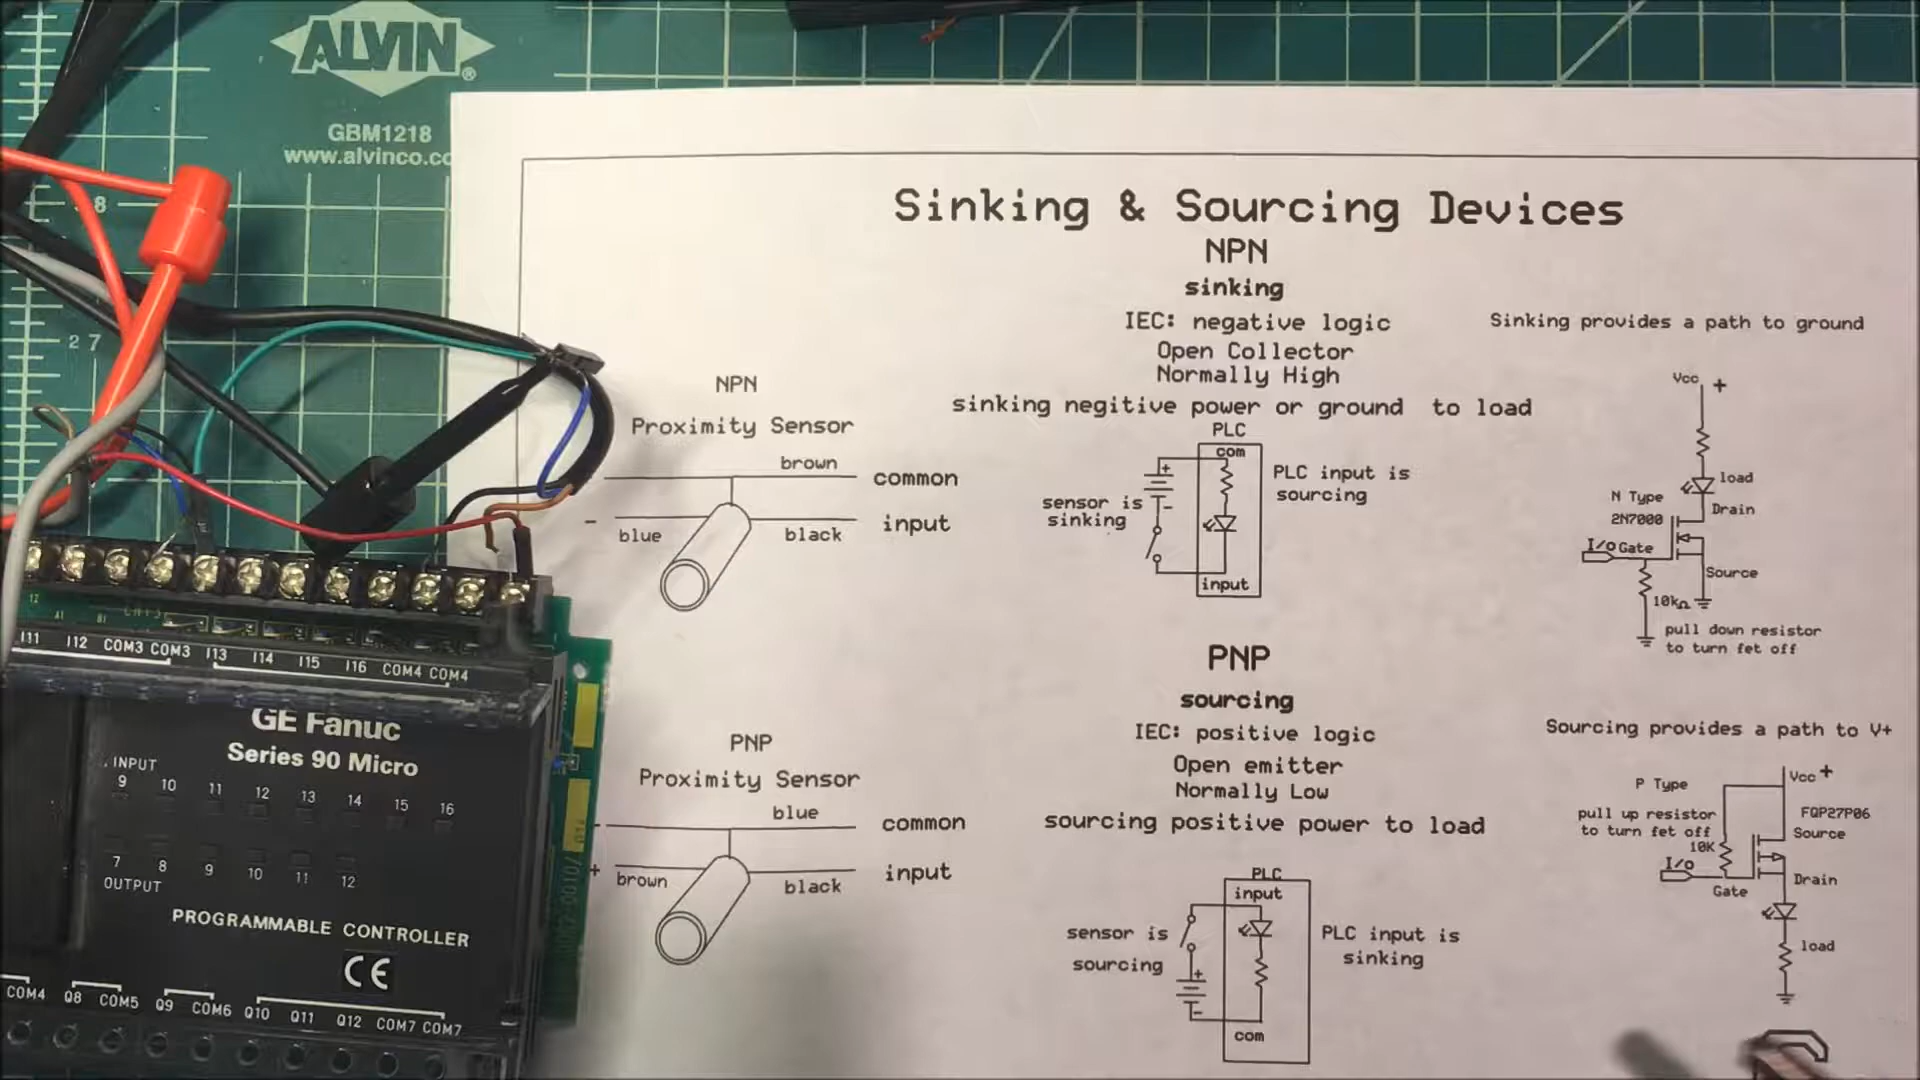 ALVIN
®
GBM1218
www.alvinco.co
8
2 7
Sinking & Sourcing Devices
NPN
sinking
IEC: negative logic
Open Collector
Normally High
sinking negitive power or ground to load
Sinking provides a path to ground
NPN
Proximity Sensor
brown
common
-
blue
black
input
PLC
com
+
-
sensor is
sinking
PLC input is
sourcing
input
Vcc +
load
N Type
2N7000
Drain
I/o Gate
Source
10kΩ
pull down resistor
to turn fet off
PNP
sourcing
IEC: positive logic
Open emitter
Normally Low
sourcing positive power to load
Sourcing provides a path to V+
PNP
Proximity Sensor
blue
-
common
+
brown
black
input
PLC
input
sensor is
sourcing
+
-
PLC input is
sinking
com
Vcc +
P Type
FQP27P06
pull up resistor
to turn fet off
Source
10K
I/o
Gate
Drain
load
12
A1
B1
I11 I12 COM3 COM3 I13 I14 I15 I16 COM4 COM4
GE Fanuc
Series 90 Micro
INPUT
9 10 11 12 13 14 15 16
7 8 9 10 11 12
OUTPUT
PROGRAMMABLE CONTROLLER
CE
COM4 Q8 COM5 Q9 COM6 Q10 Q11 Q12 COM7 COM7